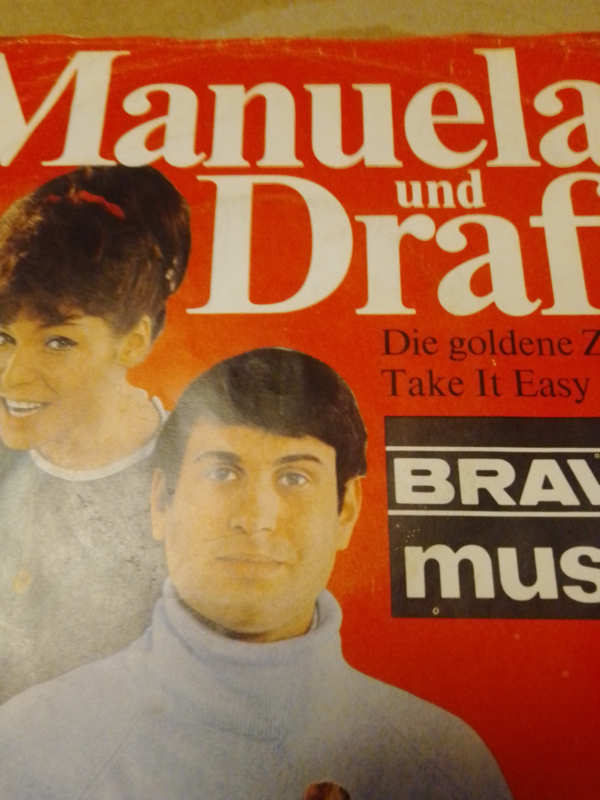 Manuela
und
Draf
Die goldene Z
Take It Easy
BRAV
mus